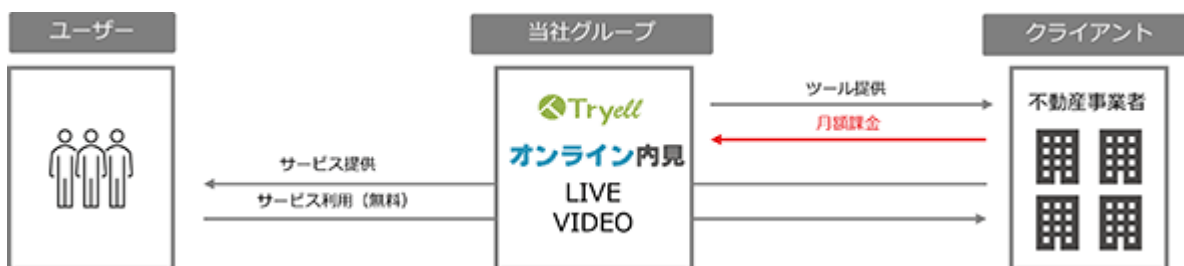 ユーザー
当社グループ
クライアント
Tryell
オンライン内見
LIVE
VIDEO
ツール提供
月額課金
不動産事業者
サービス提供
サービス利用（無料）